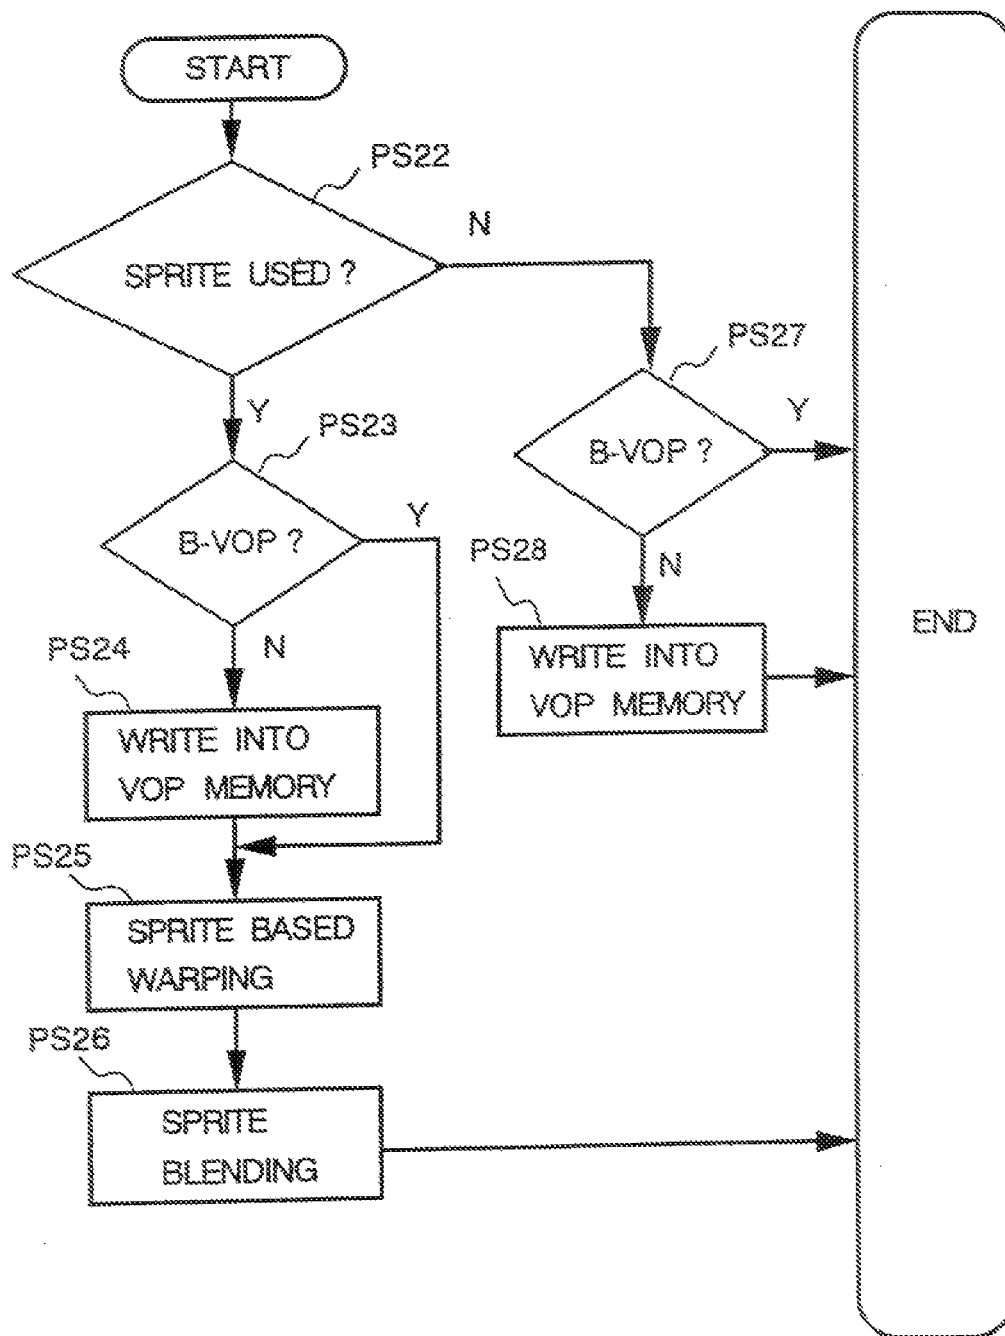 START
PS22
N
SPRITE USED ?
PS27
Y
PS23
Y
B-VOP ?
Y
B-VOP ?
PS28
N
PS24
N
WRITE INTO
VOP MEMORY
END
WRITE INTO
VOP MEMORY
PS25
SPRITE BASED
WARPING
PS26
SPRITE
BLENDING